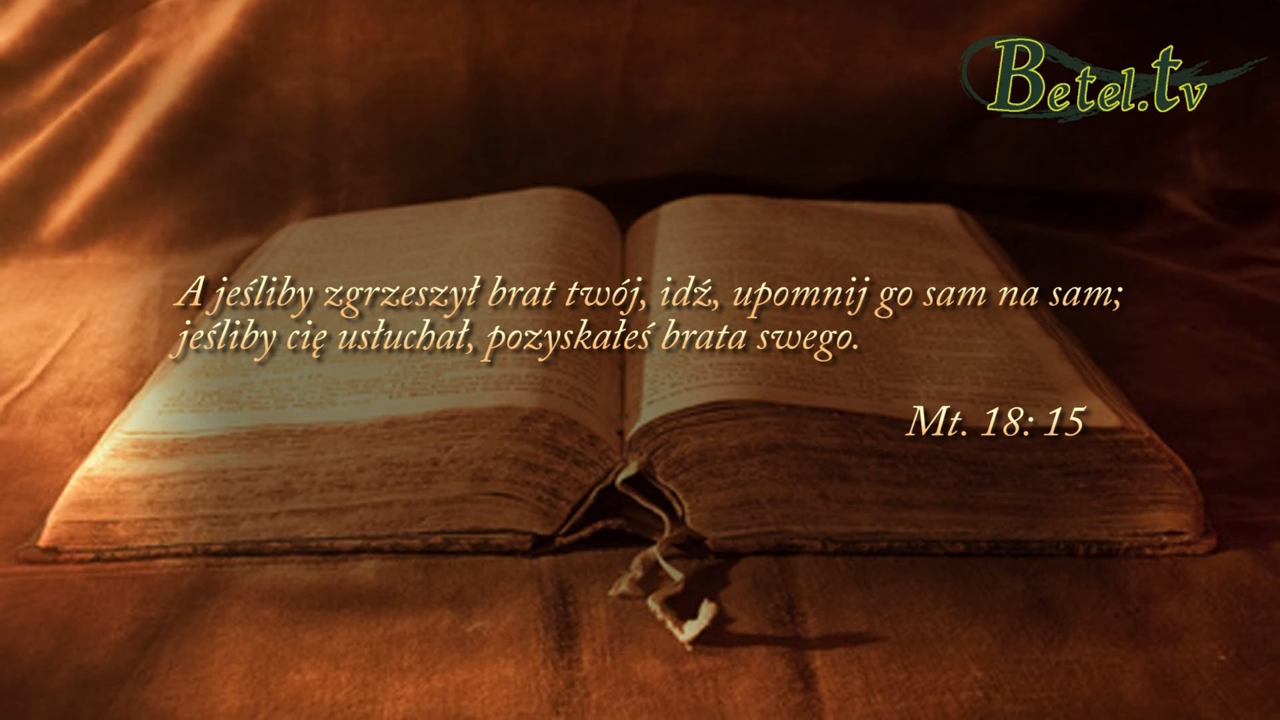 Betel.tv
A jeśliby zgrzeszył brat twój, idź, upomnij go sam na sam;
jeśliby cię usłuchał, pozyskałeś brata swego.
Mt. 18: 15